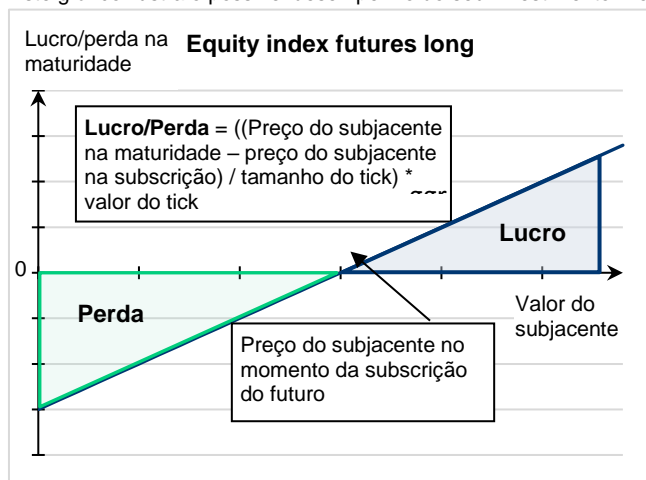 Lucro/perda na
maturidade
Equity index futures long
Lucro/Perda = ((Preço do subjacente
na maturidade – preço do subjacente
na subscrição) / tamanho do tick) *
valor do tick
Lucro
0
Perda
Valor do
subjacente
Preço do subjacente no
momento da subscrição
do futuro